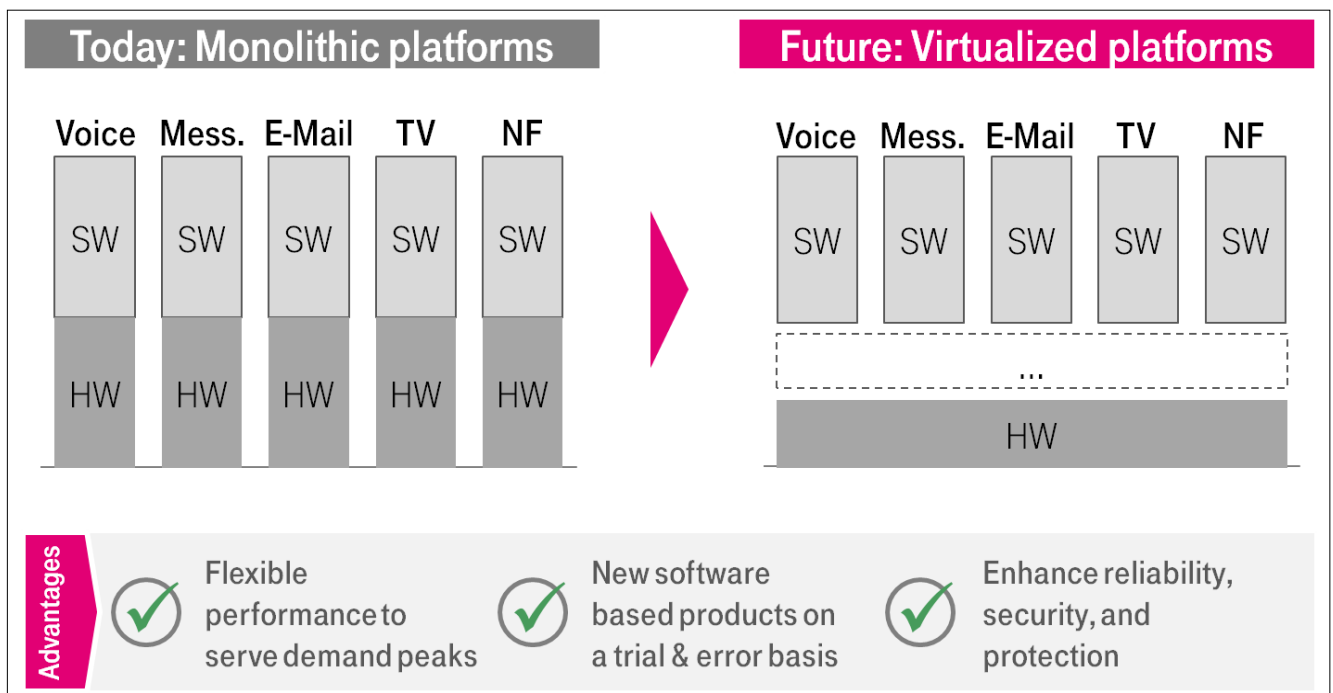 Today: Monolithic platforms
Voice Mess. E-Mail TV NF
SW SW SW SW SW
HW HW HW HW HW
Future: Virtualized platforms
Voice Mess. E-Mail TV NF
SW SW SW SW SW
...
HW
Advantages
Flexible
performance to
serve demand peaks
New software
based products on
a trial & error basis
Enhance reliability,
security, and
protection